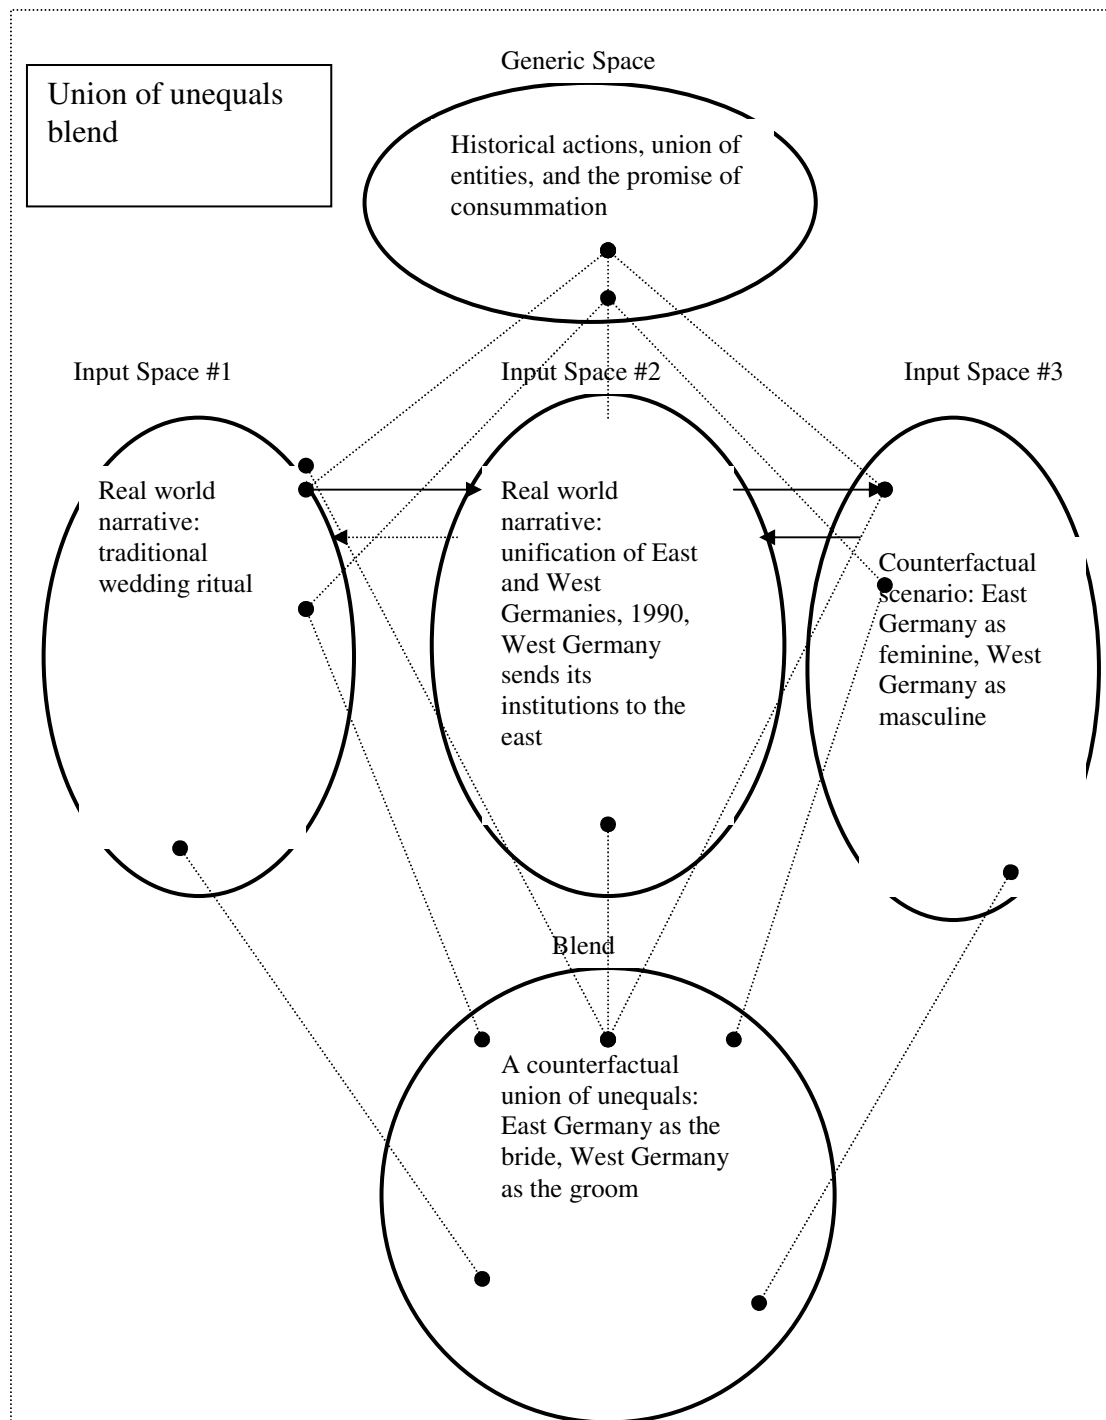 Generic Space
Union of unequals
blend
Historical actions, union of
entities, and the promise of
consummation
Input Space #1
Input Space #2
Input Space #3
Real world
narrative:
traditional
wedding ritual
Real world
narrative:
unification of East
and West
Germanies, 1990,
West Germany
sends its
institutions to the
east
Counterfactual
scenario: East
Germany as
feminine, West
Germany as
masculine
Blend
A counterfactual
union of unequals:
East Germany as the
bride, West Germany
as the groom